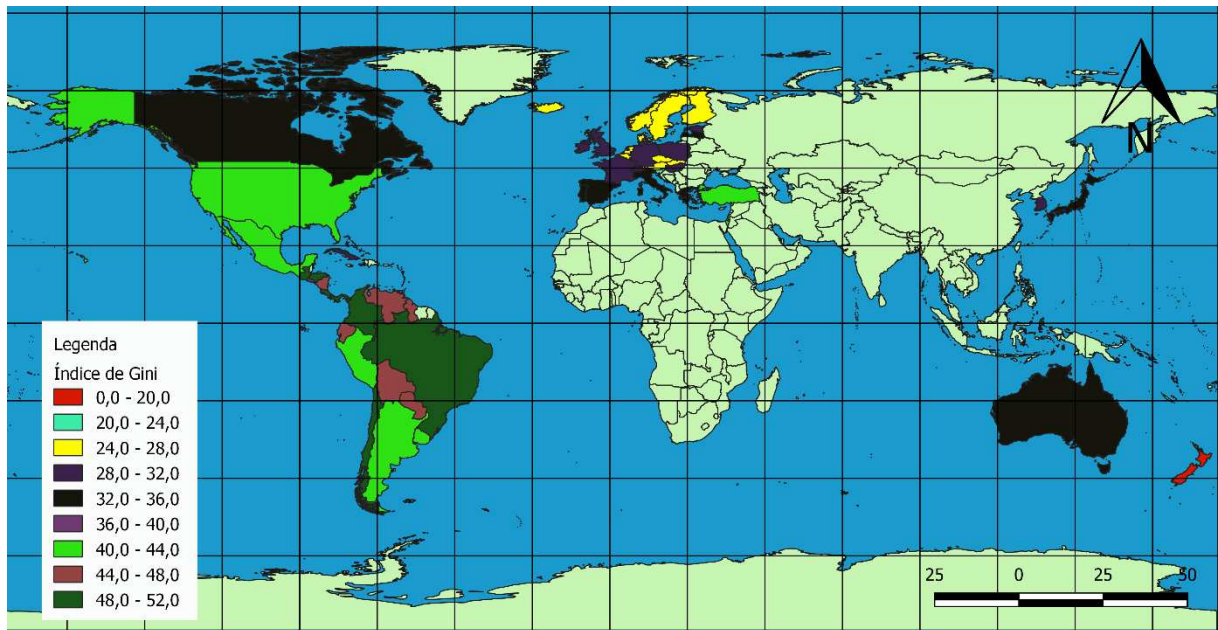 N
Legenda
Índice de Gini
0,0 - 20,0
20,0 - 24,0
24,0 - 28,0
28,0 - 32,0
32,0 - 36,0
36,0 - 40,0
40,0 - 44,0
44,0 - 48,0
48,0 - 52,0
25 0 25 50